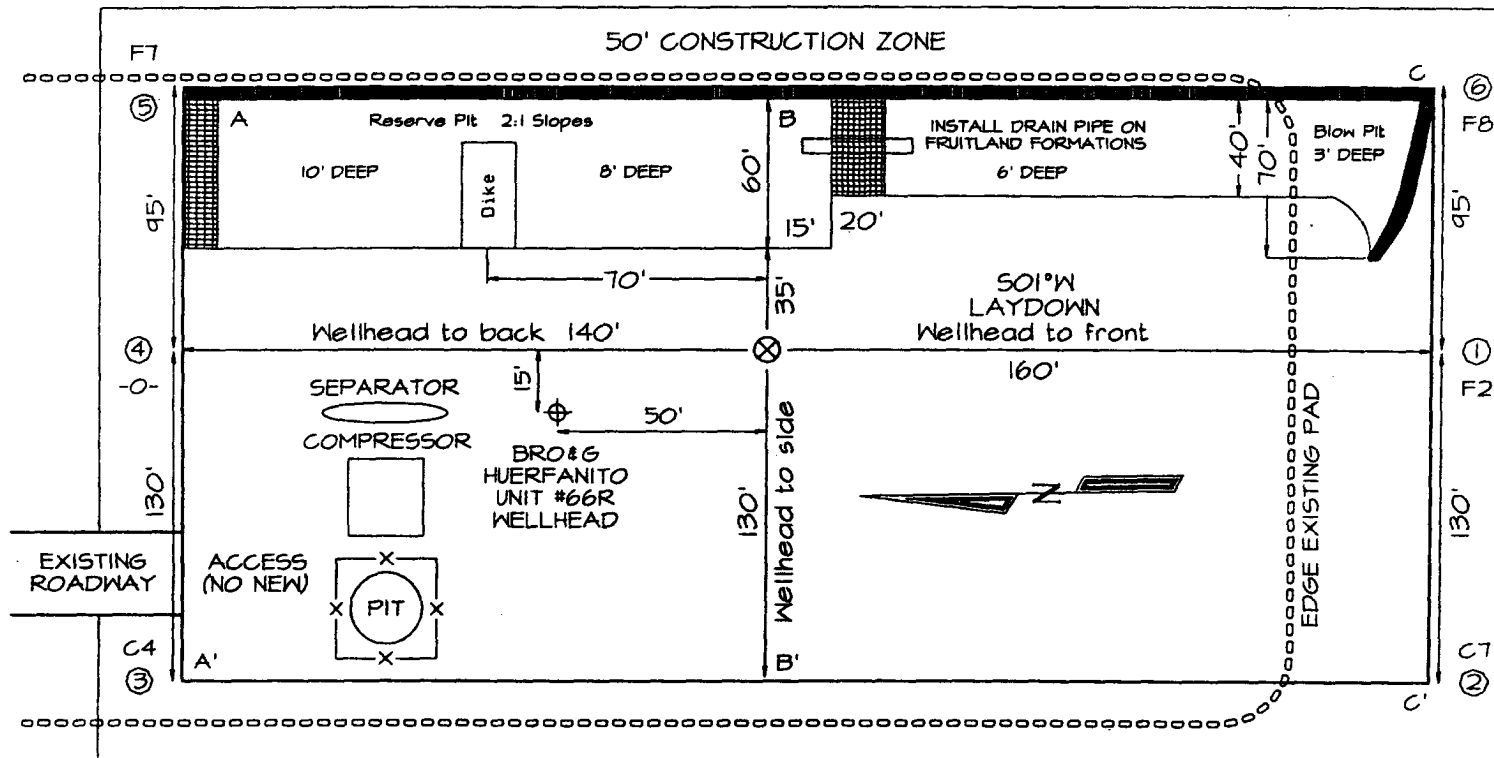 50' CONSTRUCTION ZONE
F7
C
⑤
⑥
A
Reserve Pit 2:1 Slopes
B
INSTALL DRAIN PIPE ON
FRUITLAND FORMATIONS
Blow Pit
3' DEEP
F8
10' DEEP
Dike
8' DEEP
60'
6' DEEP
40'
70'
95'
15'
20'
95'
70'
35'
S01°W
LAYDOWN
Wellhead to back 140'
Wellhead to front
④
①
-0-
15'
160'
F2
SEPARATOR
50'
COMPRESSOR
BRO&G
HUERFANITO
UNIT #66R
WELLHEAD
130'
130'
Wellhead to side
N
EDGE EXISTING PAD
130'
EXISTING
ROADWAY
ACCESS
(NO NEW)
PIT
C4
C7
③
A'
B'
②
C'